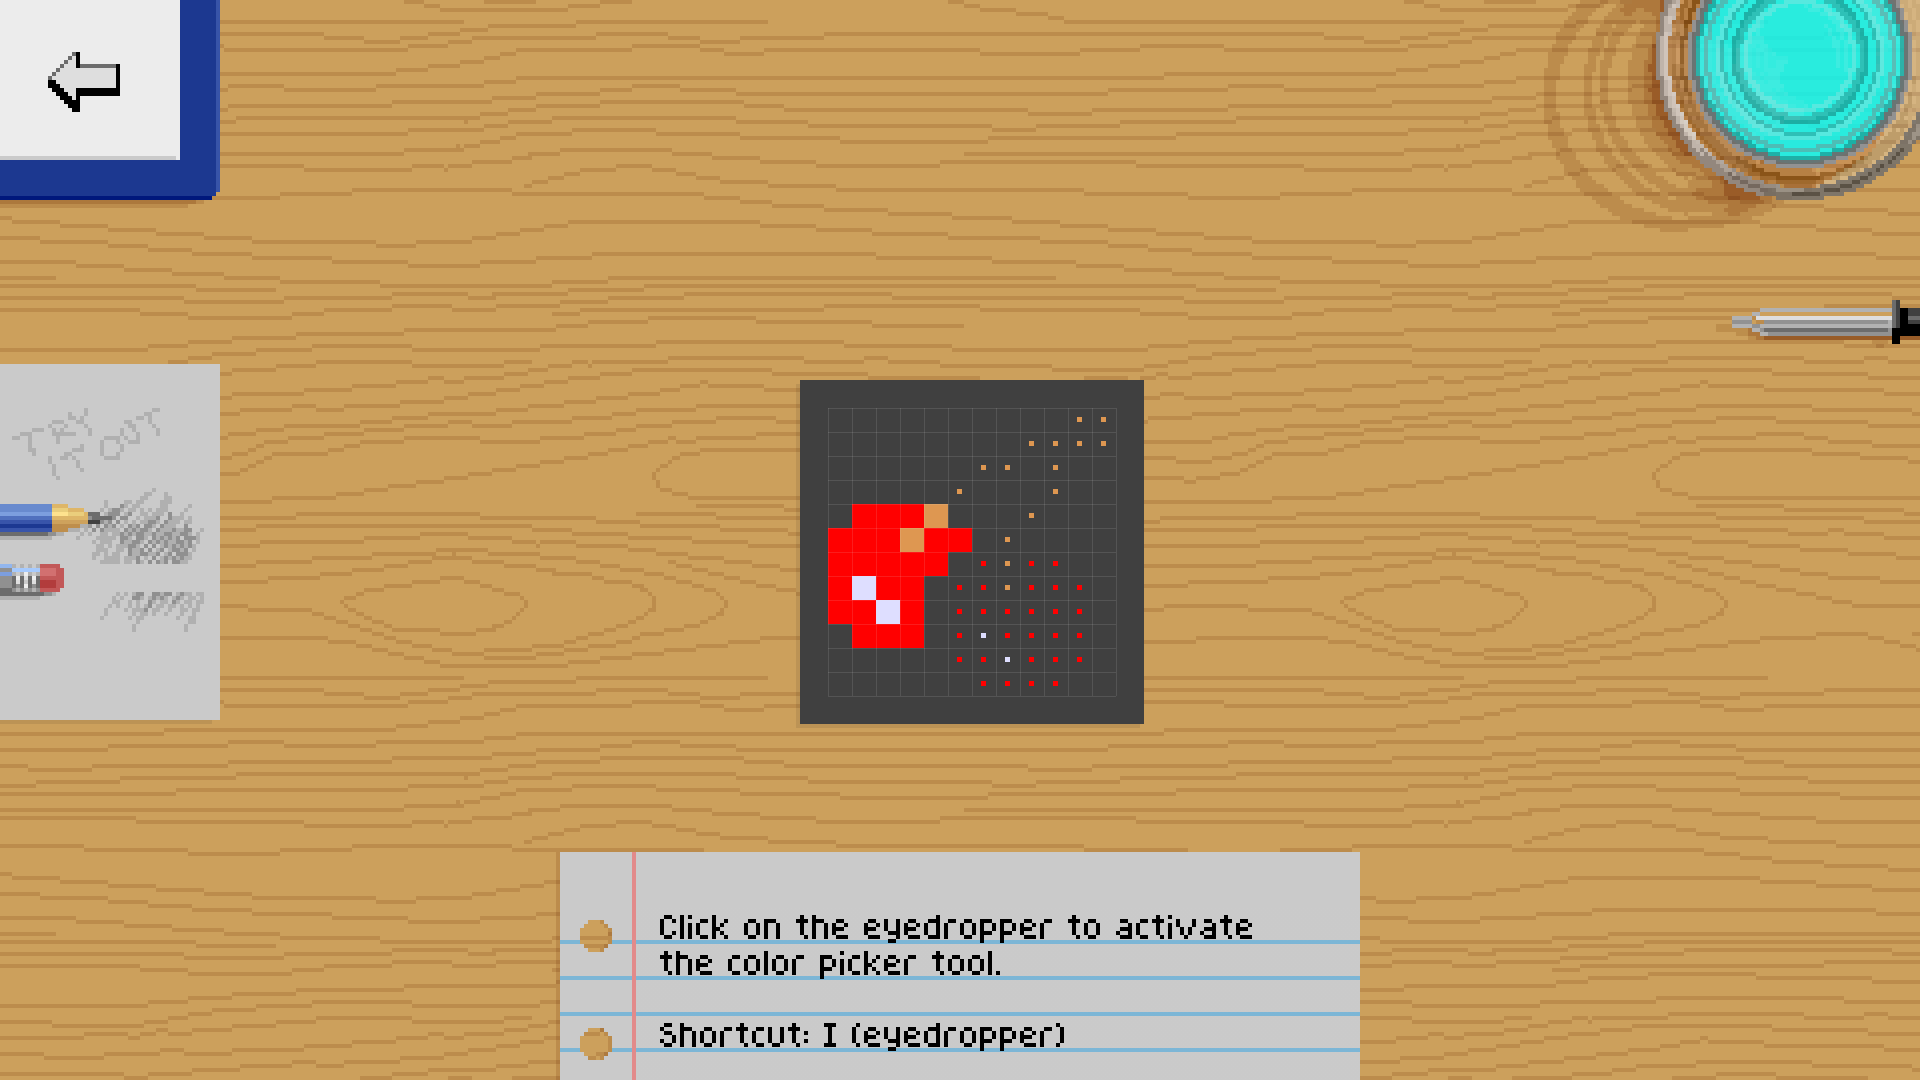 TRY
IT OUT
Click on the eyedropper to activate
the color picker tool.
Shortcut: I (eyedropper)